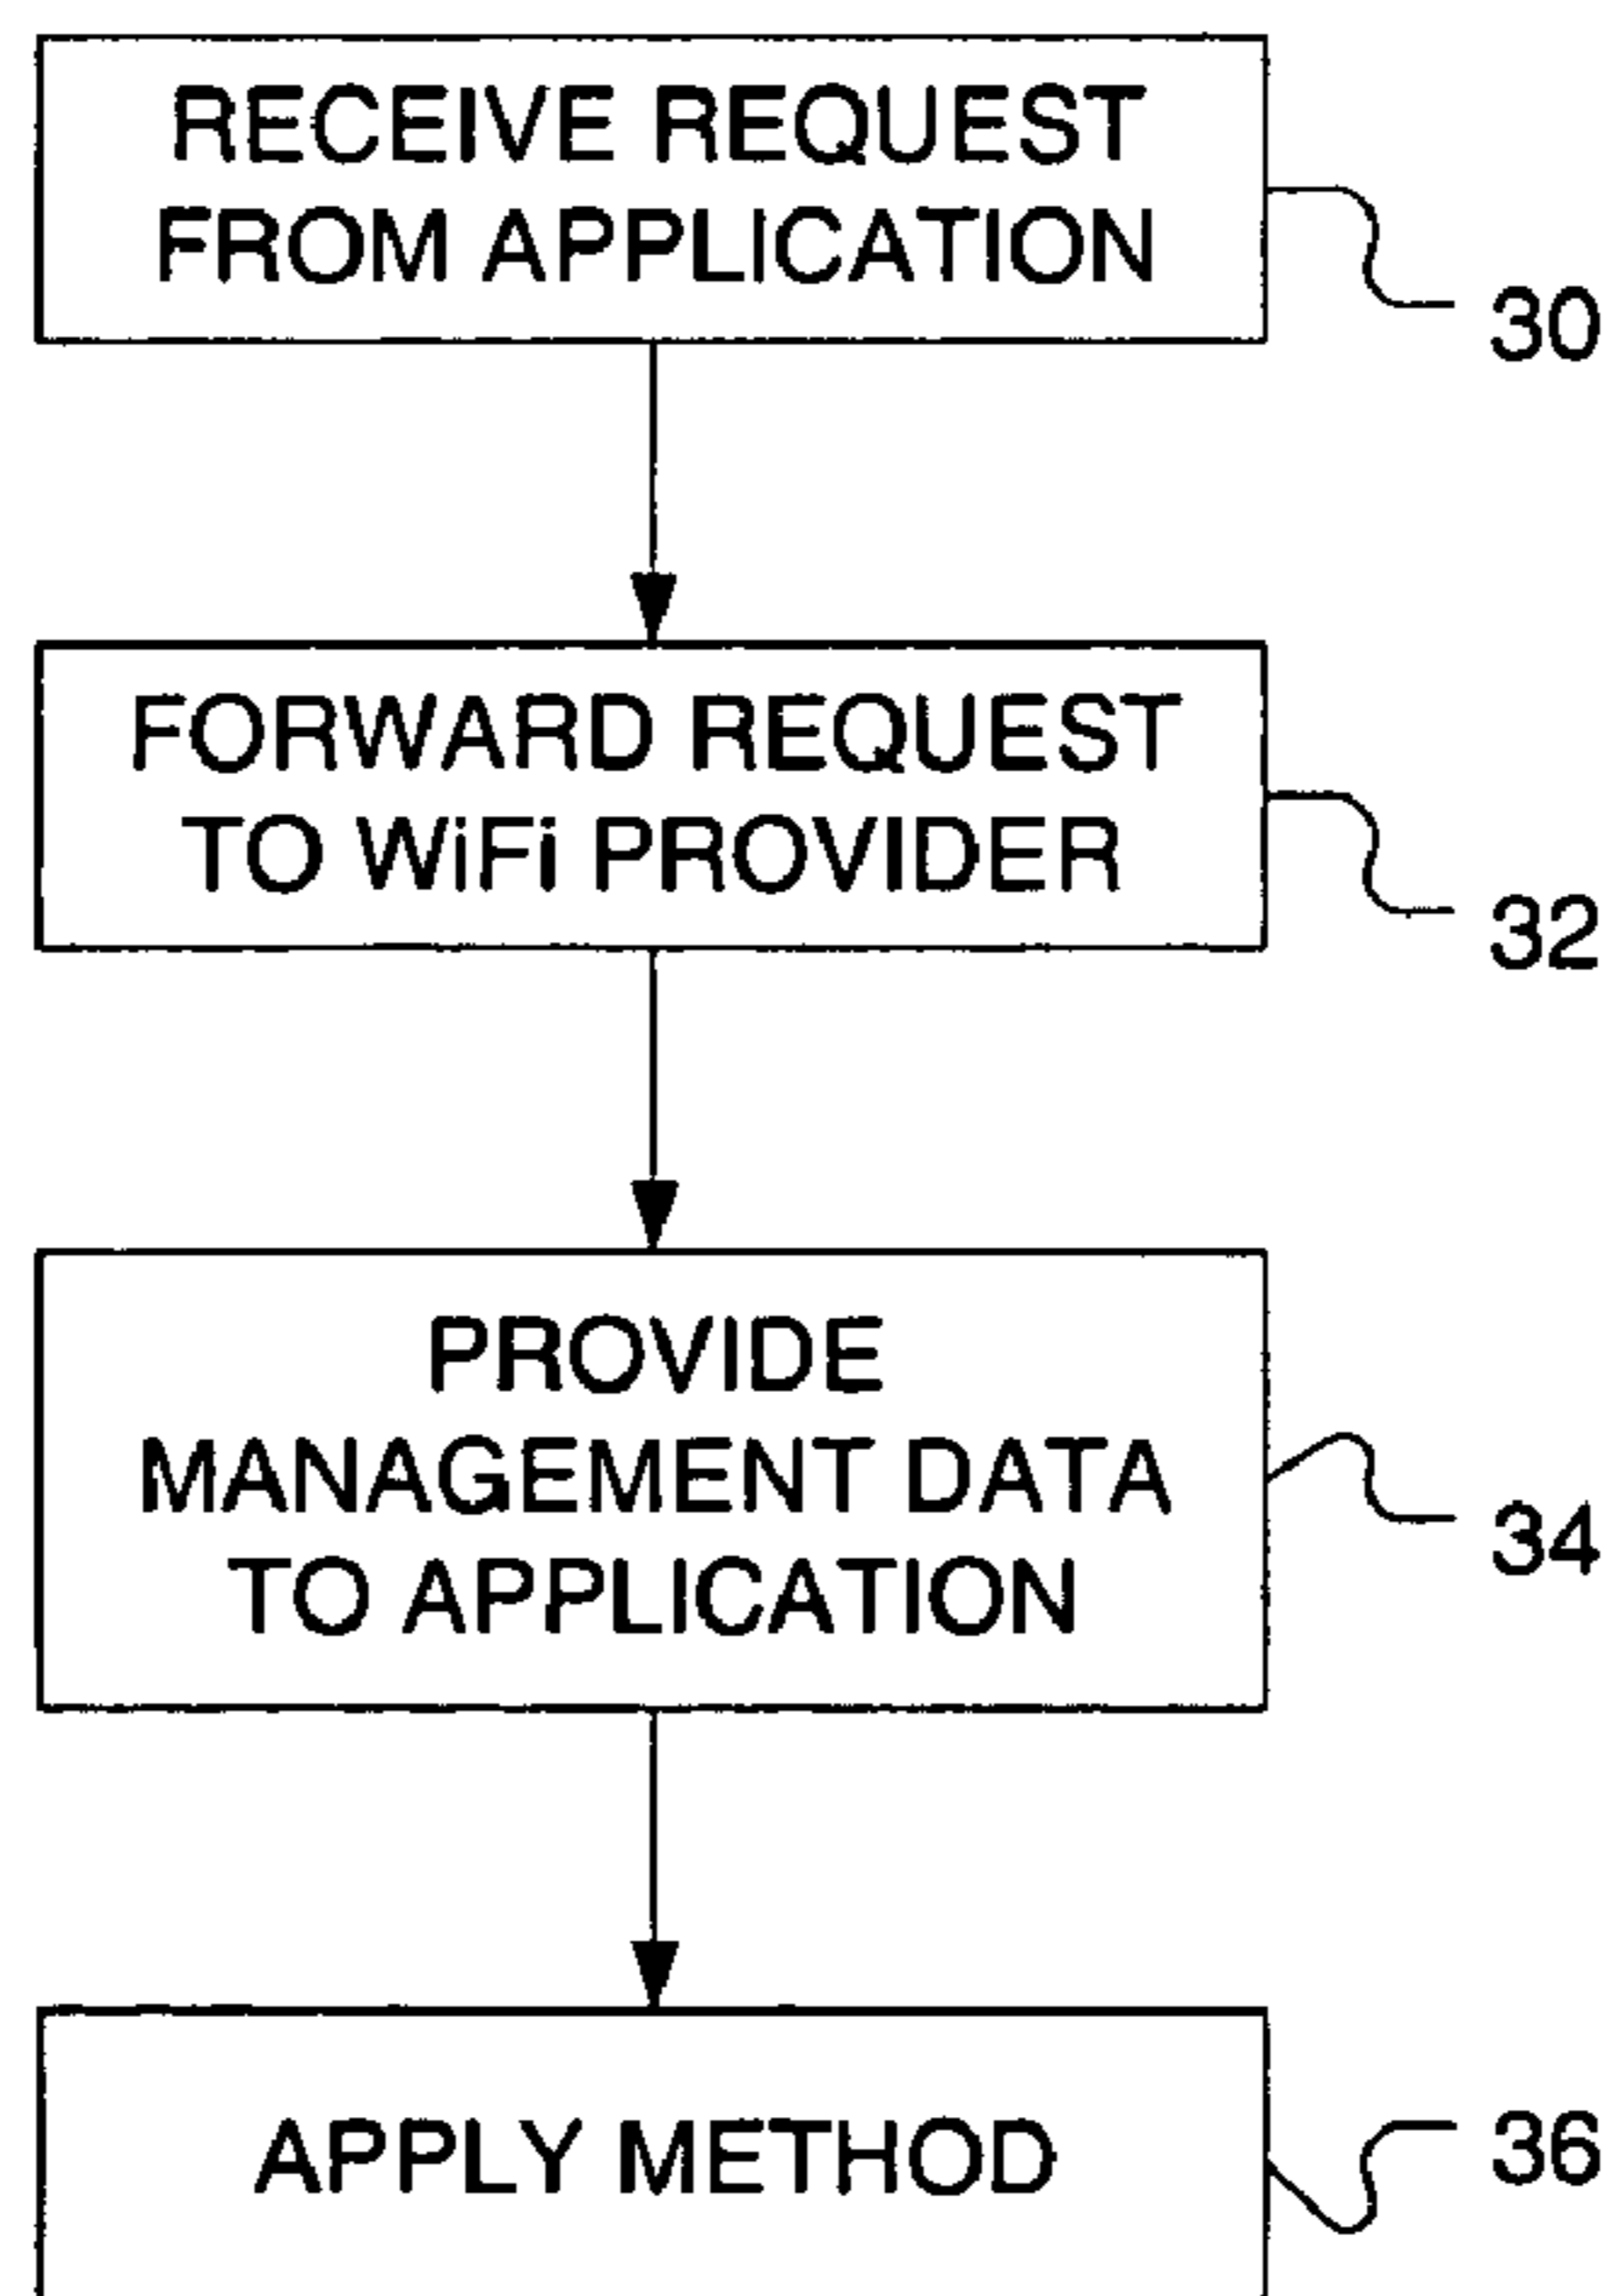 RECEIVE REQUEST
FROM APPLICATION
30
FORWARD REQUEST
TO WiFi PROVIDER
32
PROVIDE
MANAGEMENT DATA
TO APPLICATION
34
APPLY METHOD
36